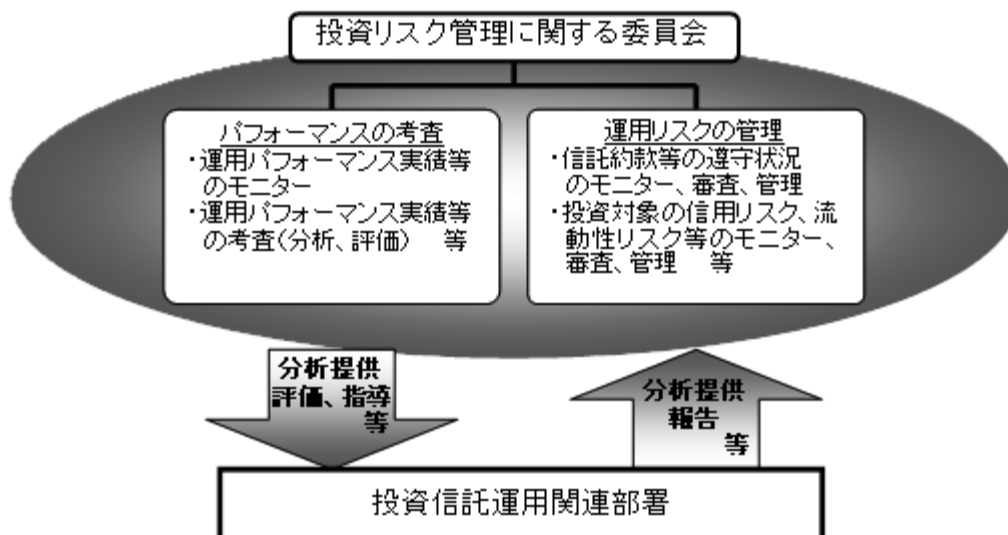 投資リスク管理に関する委員会
パフォーマンスの考査
・運用パフォーマンス実績等
のモニター
・運用パフォーマンス実績等
の考査(分析、評価)　等
運用リスクの管理
・信託約款等の遵守状況
のモニター、審査、管理
・投資対象の信用リスク、流
動性リスク等のモニター、
審査、管理　等
分析提供
評価、指導
等
分析提供
報告
等
投資信託運用関連部署